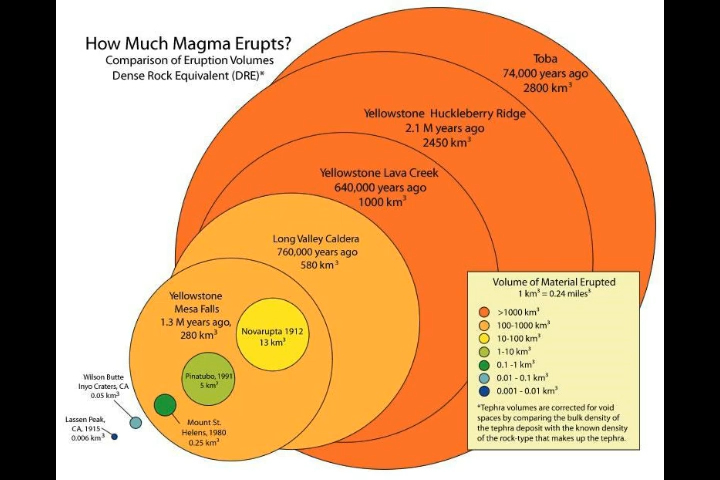 How Much Magma Erupts?
Comparison of Eruption Volumes
Dense Rock Equivalent (DRE)*
Toba
74,000 years ago
2800 km³
Yellowstone Huckleberry Ridge
2.1 M years ago
2450 km³
Yellowstone Lava Creek
640,000 years ago
1000 km³
Long Valley Caldera
760,000 years ago
580 km³
Yellowstone
Mesa Falls
1.3 M years ago,
280 km³
Novarupta 1912
13 km³
Pinatubo, 1991
5 km³
Wilson Butte
Inyo Craters, CA
0.05 km³
Lassen Peak,
CA, 1915
0.006 km³
Mount St.
Helens, 1980
0.25 km³
Volume of Material Erupted
1 km³ = 0.24 miles³
>1000 km³
100-1000 km³
10-100 km³
1-10 km³
0.1 -1 km³
0.01 - 0.1 km³
0.001 - 0.01 km³
*Tephra volumes are corrected for void
spaces by comparing the bulk density of
the tephra deposit with the known density
of the rock-type that makes up the tephra.